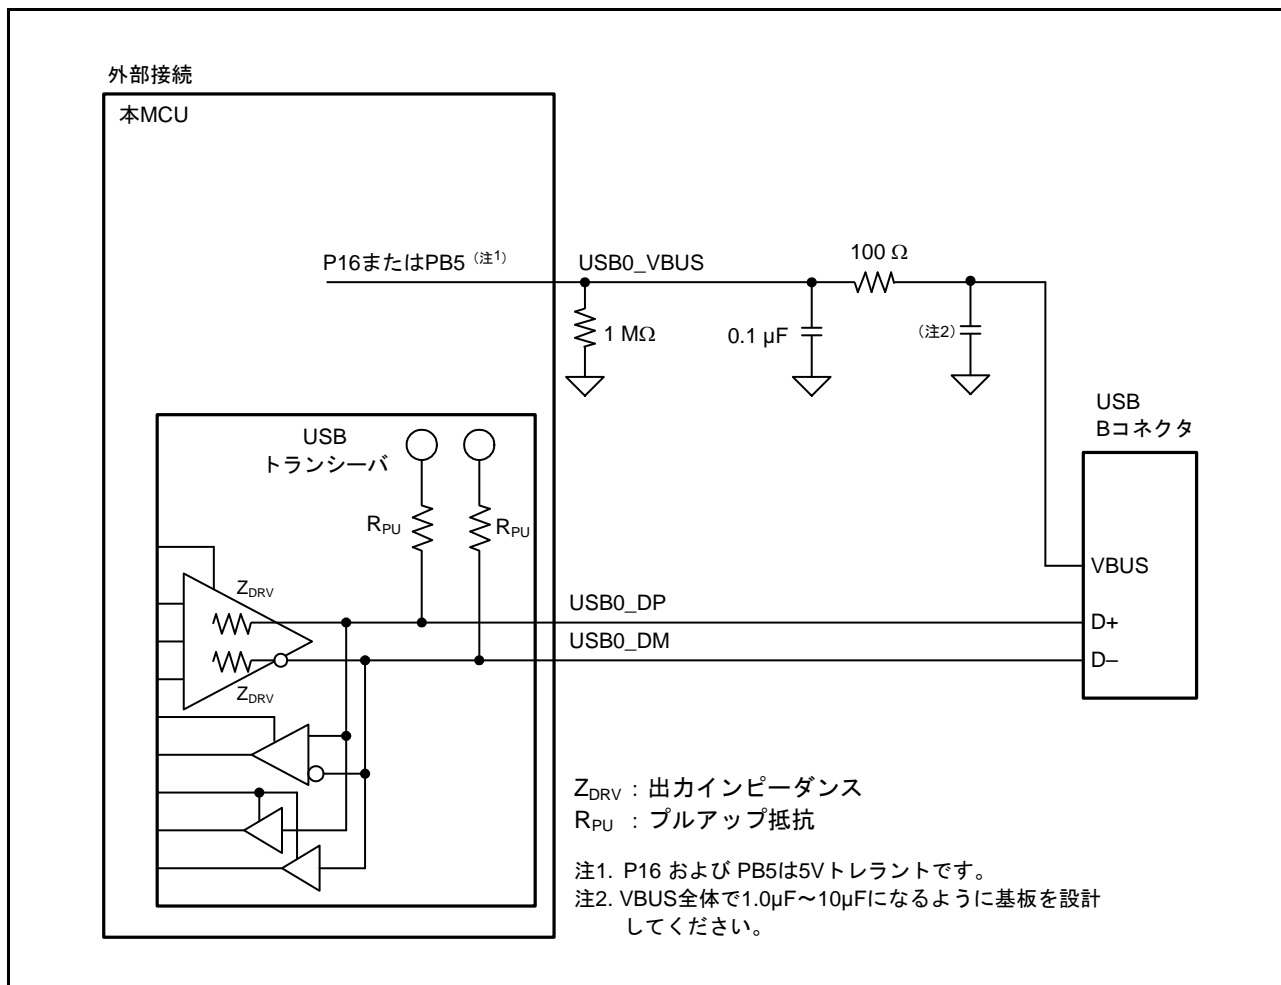 外部接続
本MCU
P16またはPB5（注1）
USB0_VBUS
100 Ω
1 MΩ
0.1 μF
（注2）
USB
Bコネクタ
USB
トランシーバ
RPU
RPU
VBUS
ZDRV
USB0_DP
D+
USB0_DM
D–
ZDRV
ZDRV : 出力インピーダンス
RPU : プルアップ抵抗
注1. P16 および PB5は5Vトレラントです。
注2. VBUS全体で1.0μF～10μFになるように基板を設計
してください。